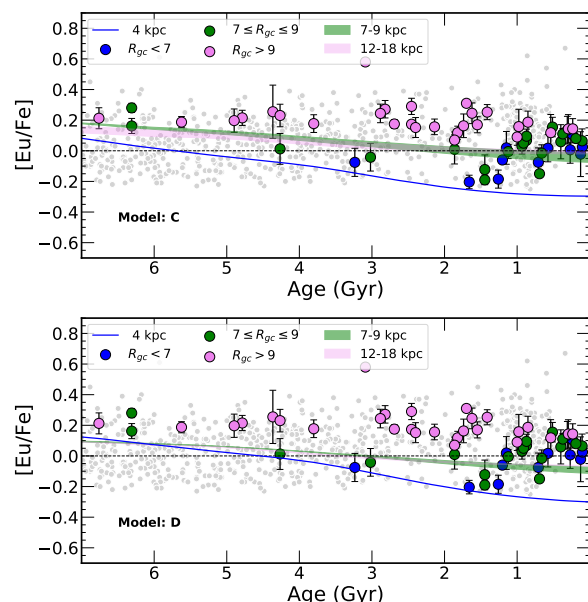 4 kpc
R_gc < 7
7 ≤ R_gc ≤ 9
R_gc > 9
7-9 kpc
12-18 kpc
0.8
0.6
0.4
0.2
0.0
−0.2
−0.4
−0.6
[Eu/Fe]
Model: C
6 5 4 3 2 1
Age (Gyr)
4 kpc
R_gc < 7
7 ≤ R_gc ≤ 9
R_gc > 9
7-9 kpc
12-18 kpc
0.8
0.6
0.4
0.2
0.0
−0.2
−0.4
−0.6
[Eu/Fe]
Model: D
6 5 4 3 2 1
Age (Gyr)